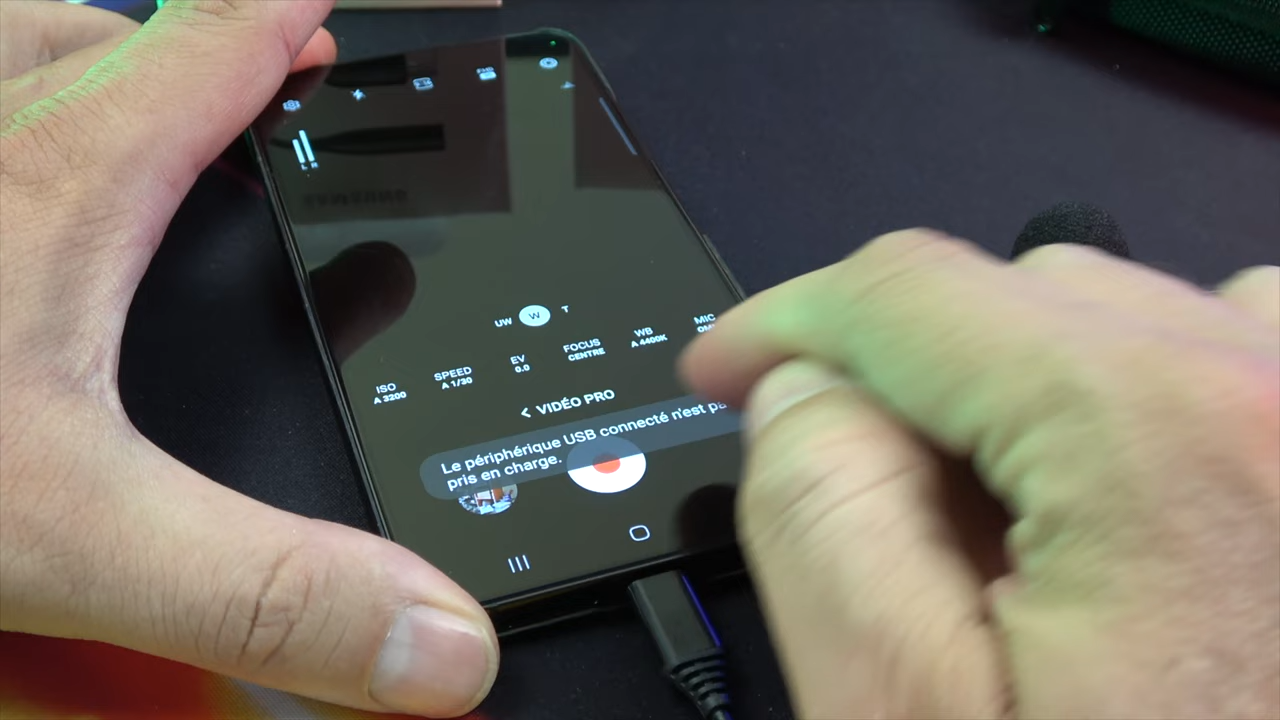 FHD
L R
UW W T
ISO SPEED EV FOCUS WB MIC
A 3200 A 1/30 0.0 CENTRE A 4400K
< VIDÉO PRO
Le périphérique USB connecté n'est pa
pris en charge.